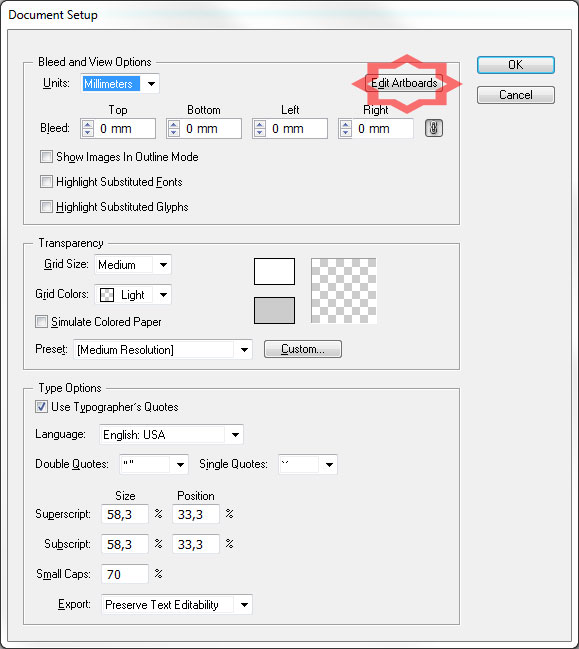 Document Setup
Bleed and View Options
Units: Millimeters Edit Artboards
OK
Cancel
Top Bottom Left Right
Bleed: 0 mm 0 mm 0 mm 0 mm
Show Images In Outline Mode
Highlight Substituted Fonts
Highlight Substituted Glyphs
Transparency
Grid Size: Medium
Grid Colors: Light
Simulate Colored Paper
Preset: [Medium Resolution] Custom...
Type Options
Use Typographer's Quotes
Language: English: USA
Double Quotes: "" Single Quotes: ``
Size Position
Superscript: 58,3 % 33,3 %
Subscript: 58,3 % 33,3 %
Small Caps: 70 %
Export: Preserve Text Editability